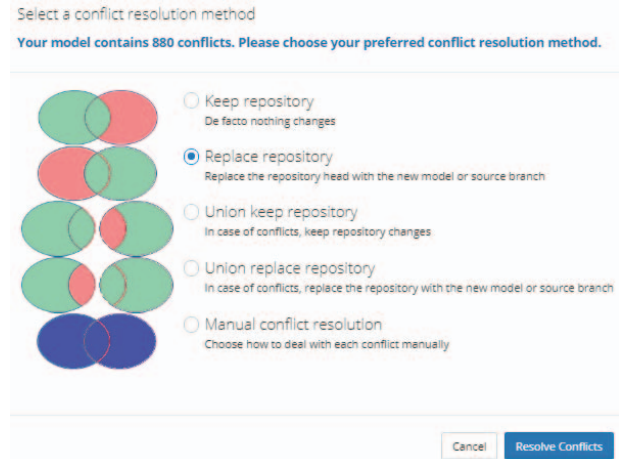 Select a conflict resolution method
Your model contains 880 conflicts. Please choose your preferred conflict resolution method.
Keep repository
De facto nothing changes
Replace repository
Replace the repository head with the new model or source branch
Union keep repository
In case of conflicts, keep repository changes
Union replace repository
In case of conflicts, replace the repository with the new model or source branch
Manual conflict resolution
Choose how to deal with each conflict manually
Cancel
Resolve Conflicts